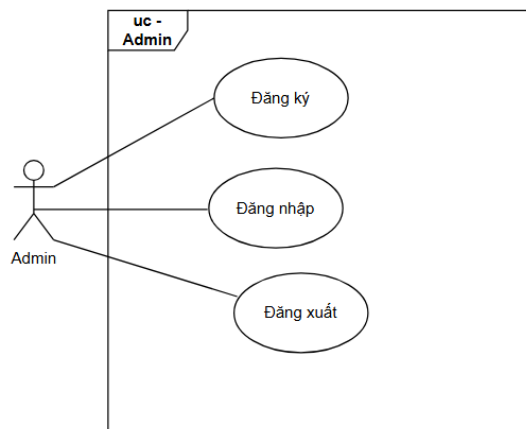 uc -
Admin
Đăng ký
Đăng nhập
Admin
Đăng xuất